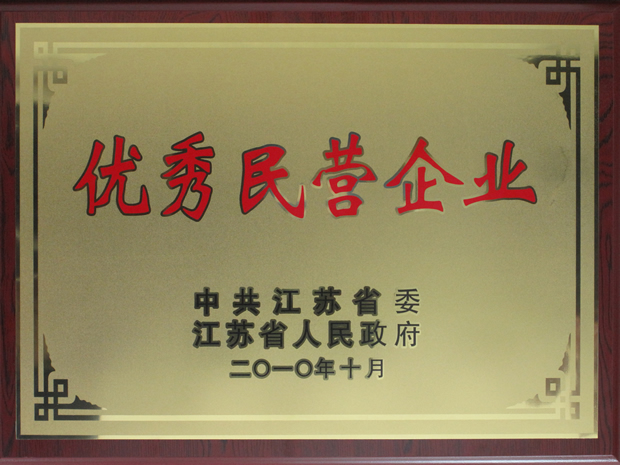 优秀民营企业
中共江苏省委
江苏省人民政府
二〇一〇年十月